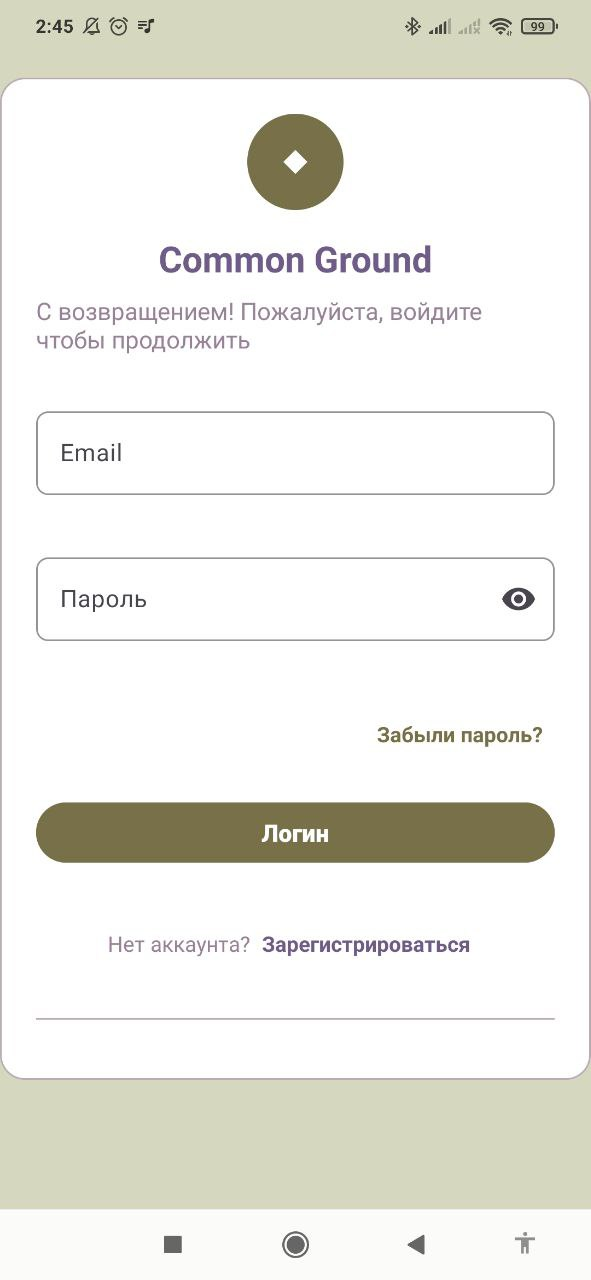 2:45
99
Common Ground
С возвращением! Пожалуйста, войдите
чтобы продолжить
Email
Пароль
Забыли пароль?
Логин
Нет аккаунта? Зарегистрироваться